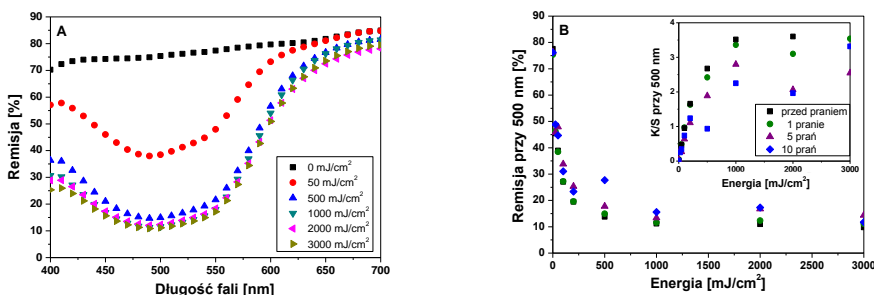 A
Remisja [%]
90
80
70
60
50
40
30
20
10
0
0 mJ/cm²
50 mJ/cm²
500 mJ/cm²
1000 mJ/cm²
2000 mJ/cm²
3000 mJ/cm²
400 450 500 550 600 650 700
Długość fali [nm]
B
Remisja przy 500 nm [%]
90
80
70
60
50
40
30
20
10
0
K/S przy 500 nm
4
3
2
1
0
przed praniem
1 pranie
5 prań
10 prań
0 1000 2000 3000
Energia [mJ/cm²]
0 500 1000 1500 2000 2500 3000
Energia [mJ/cm²]